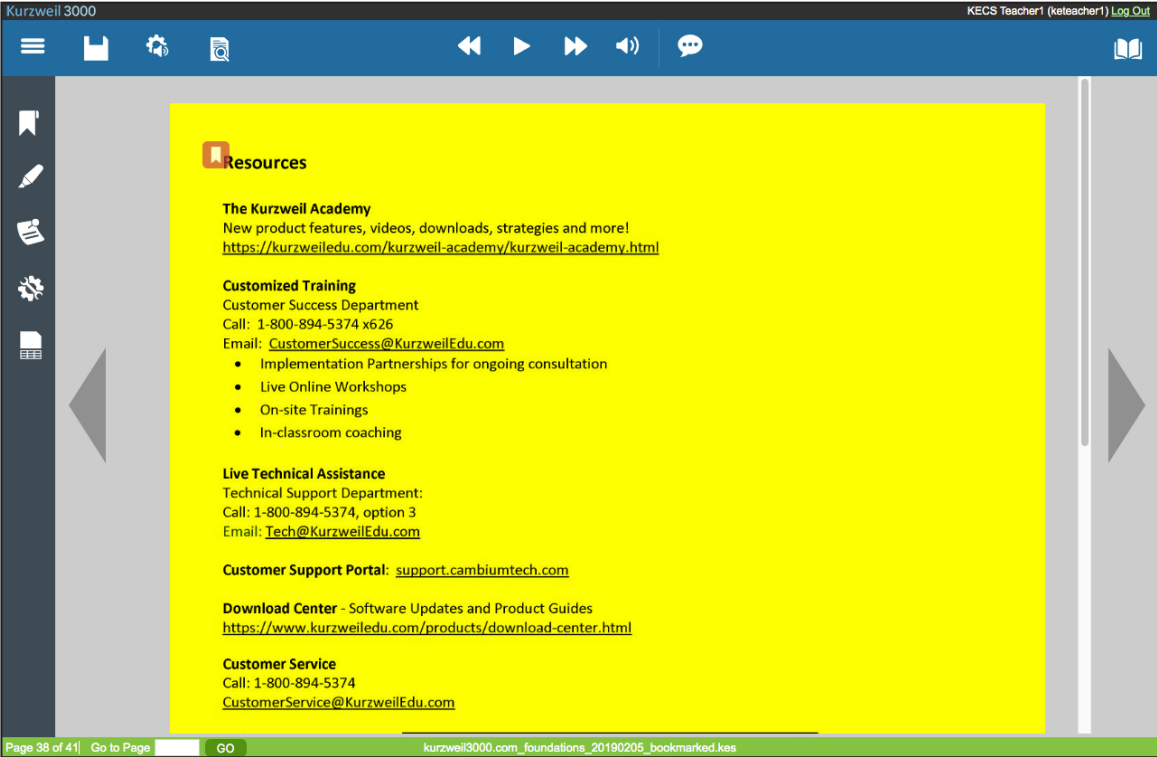 Kurzweil 3000
KECS Teacher1 (keteacher1) Log Out
Resources
The Kurzweil Academy
New product features, videos, downloads, strategies and more!
https://kurzweiledu.com/kurzweil-academy/kurzweil-academy.html
Customized Training
Customer Success Department
Call:  1-800-894-5374 x626
Email:  CustomerSuccess@KurzweilEdu.com
• Implementation Partnerships for ongoing consultation
• Live Online Workshops
• On-site Trainings
• In-classroom coaching
Live Technical Assistance
Technical Support Department:
Call: 1-800-894-5374, option 3
Email: Tech@KurzweilEdu.com
Customer Support Portal:  support.cambiumtech.com
Download Center - Software Updates and Product Guides
https://www.kurzweiledu.com/products/download-center.html
Customer Service
Call: 1-800-894-5374
CustomerService@KurzweilEdu.com
Page 38 of 41 Go to Page GO kurzweil3000.com_foundations_20190205_bookmarked.kes